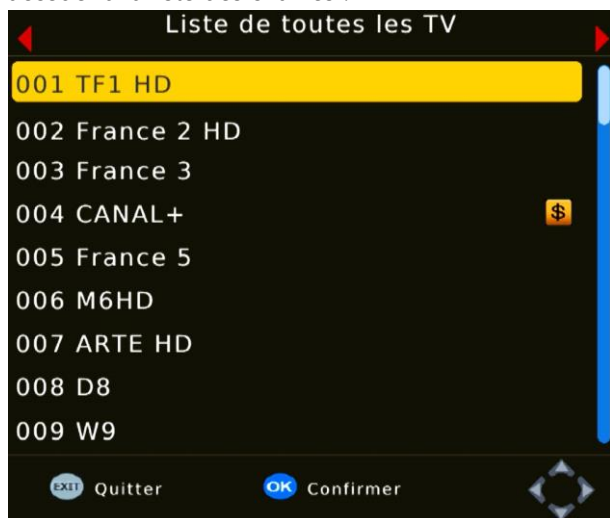 Liste de toutes les TV
001 TF1 HD
002 France 2 HD
003 France 3
004 CANAL+ $
005 France 5
006 M6HD
007 ARTE HD
008 D8
009 W9
EXIT Quitter OK Confirmer